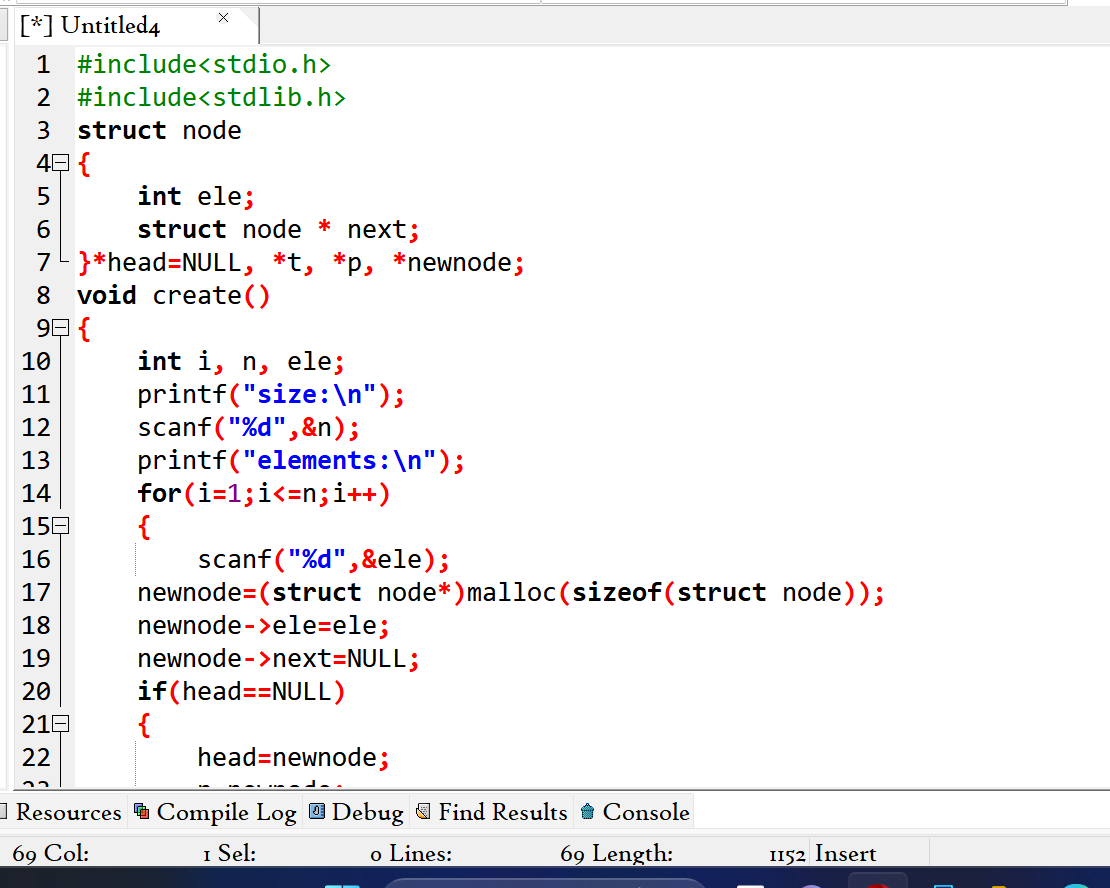 [*] Untitled4
1 #include<stdio.h>
2 #include<stdlib.h>
3 struct node
4 {
5 int ele;
6 struct node * next;
7 }*head=NULL, *t, *p, *newnode;
8 void create()
9 {
10 int i, n, ele;
11 printf("size:\n");
12 scanf("%d",&n);
13 printf("elements:\n");
14 for(i=1;i<=n;i++)
15 {
16 scanf("%d",&ele);
17 newnode=(struct node*)malloc(sizeof(struct node));
18 newnode->ele=ele;
19 newnode->next=NULL;
20 if(head==NULL)
21 {
22 head=newnode;
Resources Compile Log Debug Find Results Console
69 Col: 1 Sel: 0 Lines: 69 Length: 1152 Insert